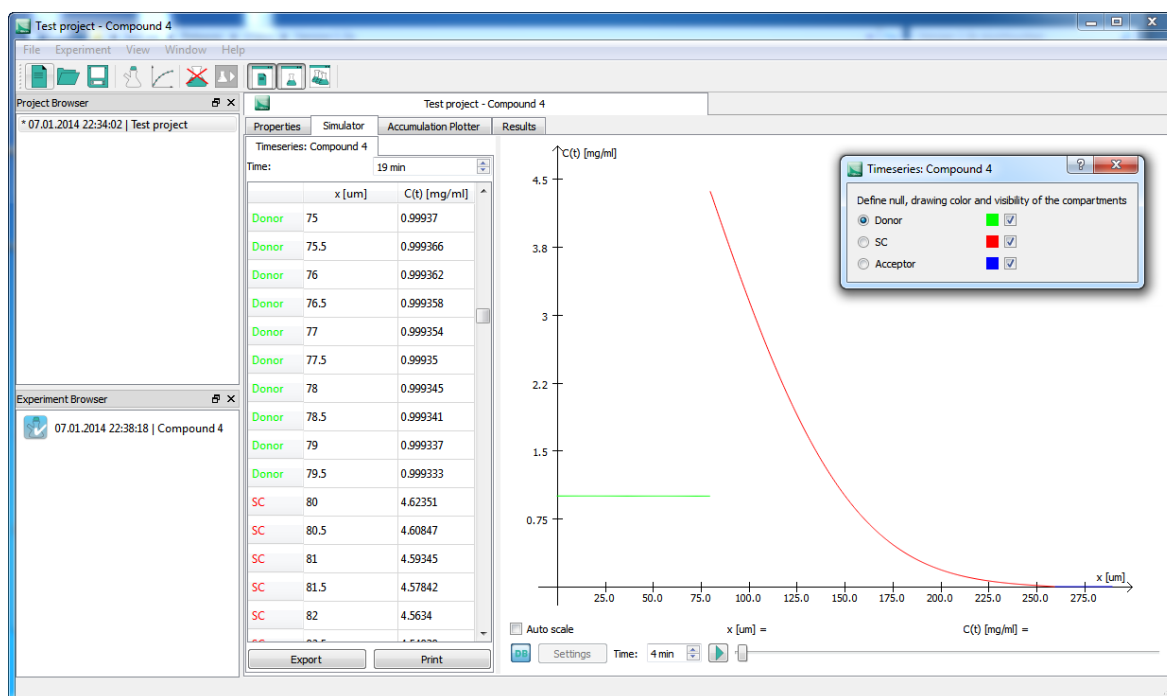 Test project - Compound 4
File Experiment View Window Help
Project Browser
* 07.01.2014 22:34:02 | Test project
Experiment Browser
07.01.2014 22:38:18 | Compound 4
Test project - Compound 4
Properties Simulator Accumulation Plotter Results
Timeseries: Compound 4
Time: 19 min
x [um] C(t) [mg/ml]
Donor 75 0.99937
Donor 75.5 0.999366
Donor 76 0.999362
Donor 76.5 0.999358
Donor 77 0.999354
Donor 77.5 0.99935
Donor 78 0.999345
Donor 78.5 0.999341
Donor 79 0.999337
Donor 79.5 0.999333
SC 80 4.62351
SC 80.5 4.60847
SC 81 4.59345
SC 81.5 4.57842
SC 82 4.5634
Export Print
C(t) [mg/ml]
4.5
3.8
3
2.2
1.5
0.75
25.0 50.0 75.0 100.0 125.0 150.0 175.0 200.0 225.0 250.0 275.0
x [um]
Timeseries: Compound 4
Define null, drawing color and visibility of the compartments
Donor
SC
Acceptor
Auto scale x [um] = C(t) [mg/ml] =
DB Settings Time: 4 min